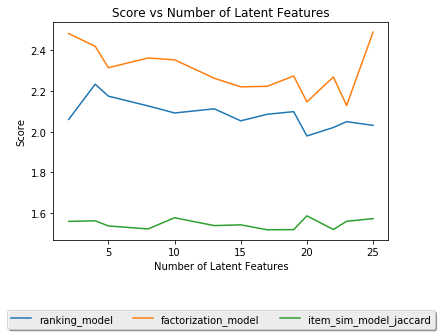 Score vs Number of Latent Features
2.4
2.2
2.0
1.8
1.6
Score
5 10 15 20 25
Number of Latent Features
ranking_model factorization_model item_sim_model_jaccard